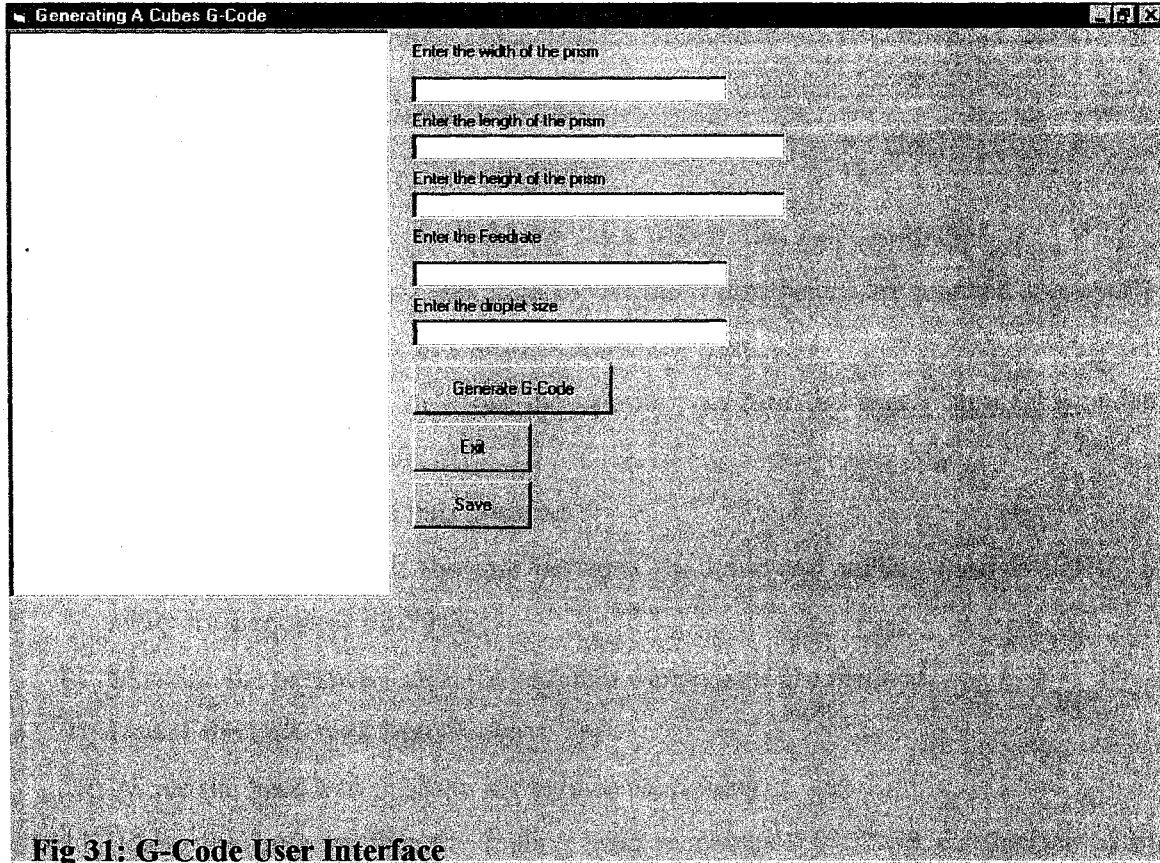 Generating A Cubes G-Code
Enter the width of the prism
Enter the length of the prism
Enter the height of the prism
Enter the Feedrate
Enter the droplet size
Generate G-Code
Exit
Save
Fig 31: G-Code User Interface